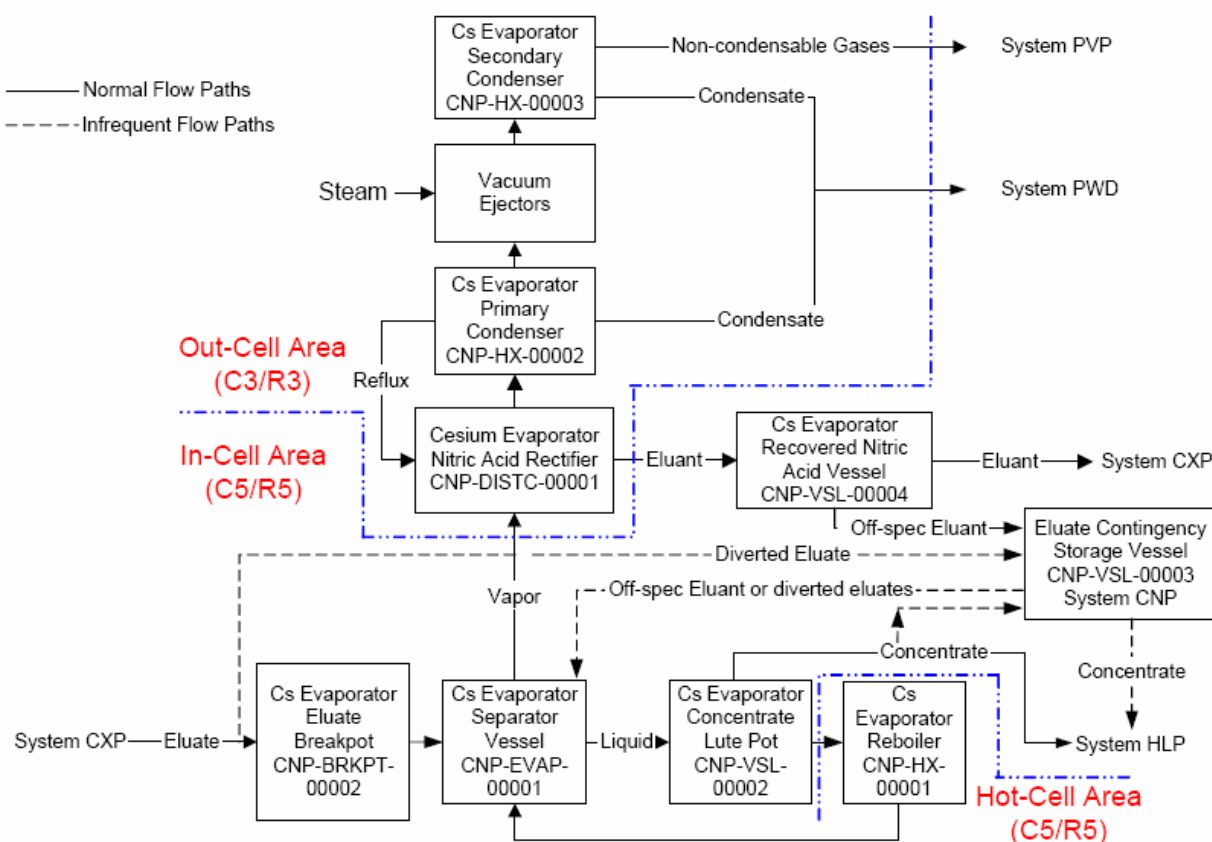 Cs Evaporator
Secondary
Condenser
CNP-HX-00003
Non-condensable Gases
System PVP
Normal Flow Paths
Condensate
Infrequent Flow Paths
Steam
Vacuum
Ejectors
System PWD
Cs Evaporator
Primary
Condenser
CNP-HX-00002
Condensate
Out-Cell Area
(C3/R3)
Reflux
In-Cell Area
(C5/R5)
Cesium Evaporator
Nitric Acid Rectifier
CNP-DISTC-00001
Eluant
Cs Evaporator
Recovered Nitric
Acid Vessel
CNP-VSL-00004
Eluant
System CXP
Off-spec Eluant
Eluate Contingency
Storage Vessel
CNP-VSL-00003
System CNP
Diverted Eluate
Vapor
Off-spec Eluant or diverted eluates
Concentrate
Concentrate
System CXP
Eluate
Cs Evaporator
Eluate
Breakpot
CNP-BRKPT-
00002
Cs Evaporator
Separator
Vessel
CNP-EVAP-
00001
Liquid
Cs Evaporator
Concentrate
Lute Pot
CNP-VSL-
00002
Cs
Evaporator
Reboiler
CNP-HX-
00001
System HLP
Hot-Cell Area
(C5/R5)